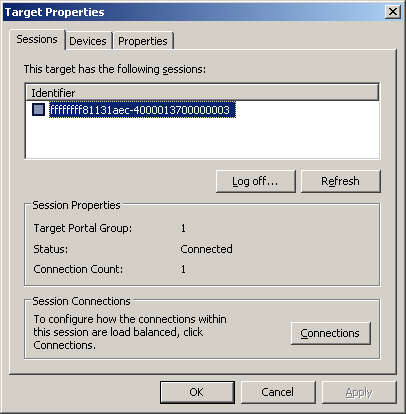 Target Properties
Sessions Devices Properties
This target has the following sessions:
Identifier
ffffffff81131aec-4000013700000003
Log off... Refresh
Session Properties
Target Portal Group: 1
Status: Connected
Connection Count: 1
Session Connections
To configure how the connections within
this session are load balanced, click
Connections.
Connections
OK Cancel Apply